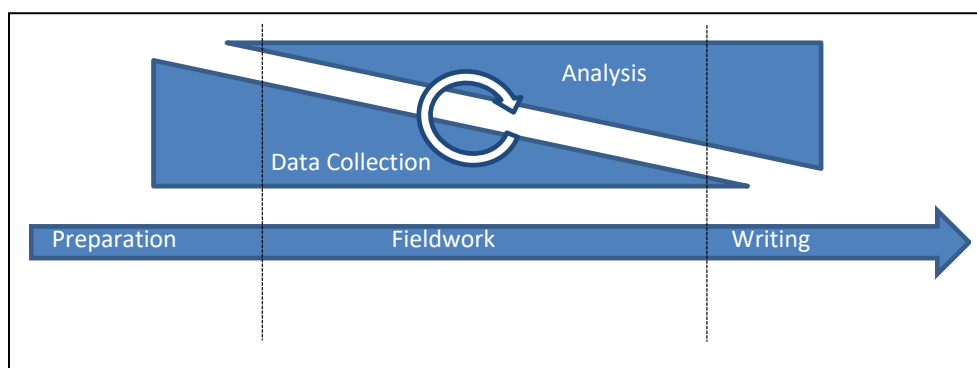 Analysis
Data Collection
Preparation
Fieldwork
Writing